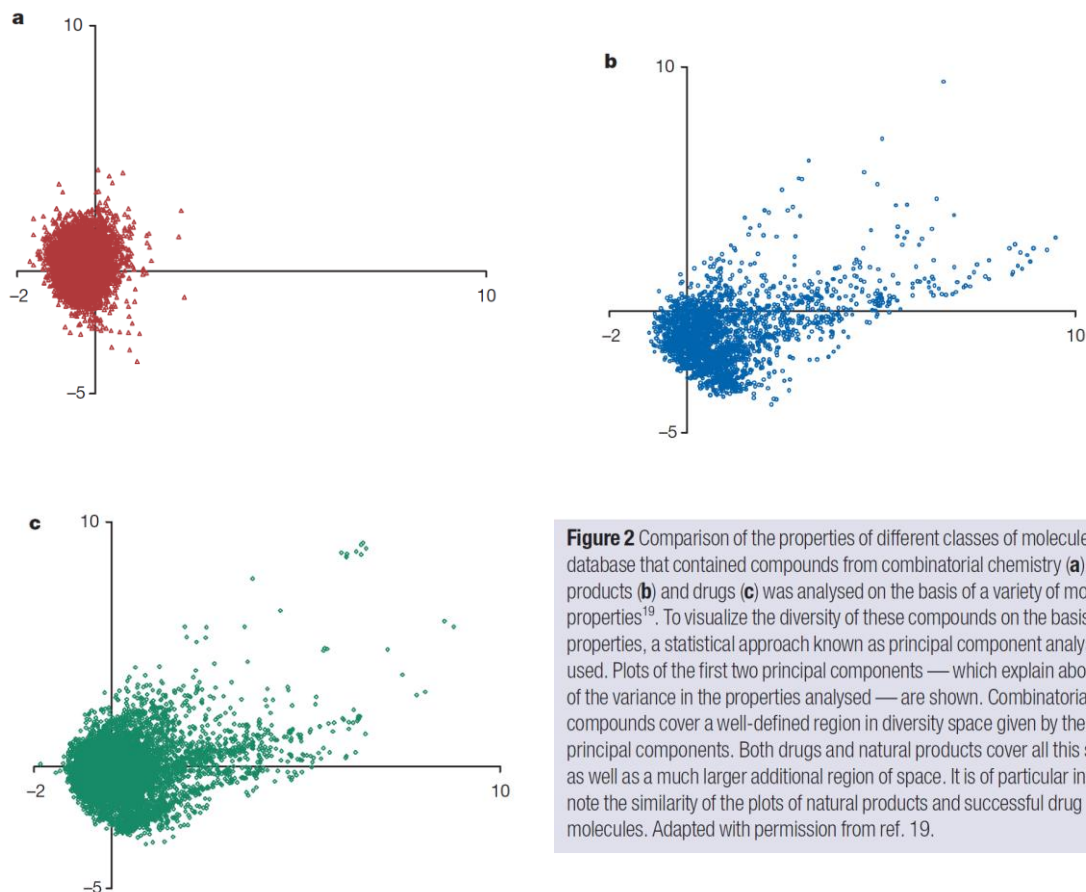 a
10
-2
10
-5
b
10
-2
10
-5
c
10
-2
10
-5
Figure 2 Comparison of the properties of different classes of molecule
database that contained compounds from combinatorial chemistry (a)
products (b) and drugs (c) was analysed on the basis of a variety of mo
properties19. To visualize the diversity of these compounds on the basis
properties, a statistical approach known as principal component analy
used. Plots of the first two principal components — which explain abo
of the variance in the properties analysed — are shown. Combinatorial
compounds cover a well-defined region in diversity space given by the
principal components. Both drugs and natural products cover all this s
as well as a much larger additional region of space. It is of particular in
note the similarity of the plots of natural products and successful drug
molecules. Adapted with permission from ref. 19.